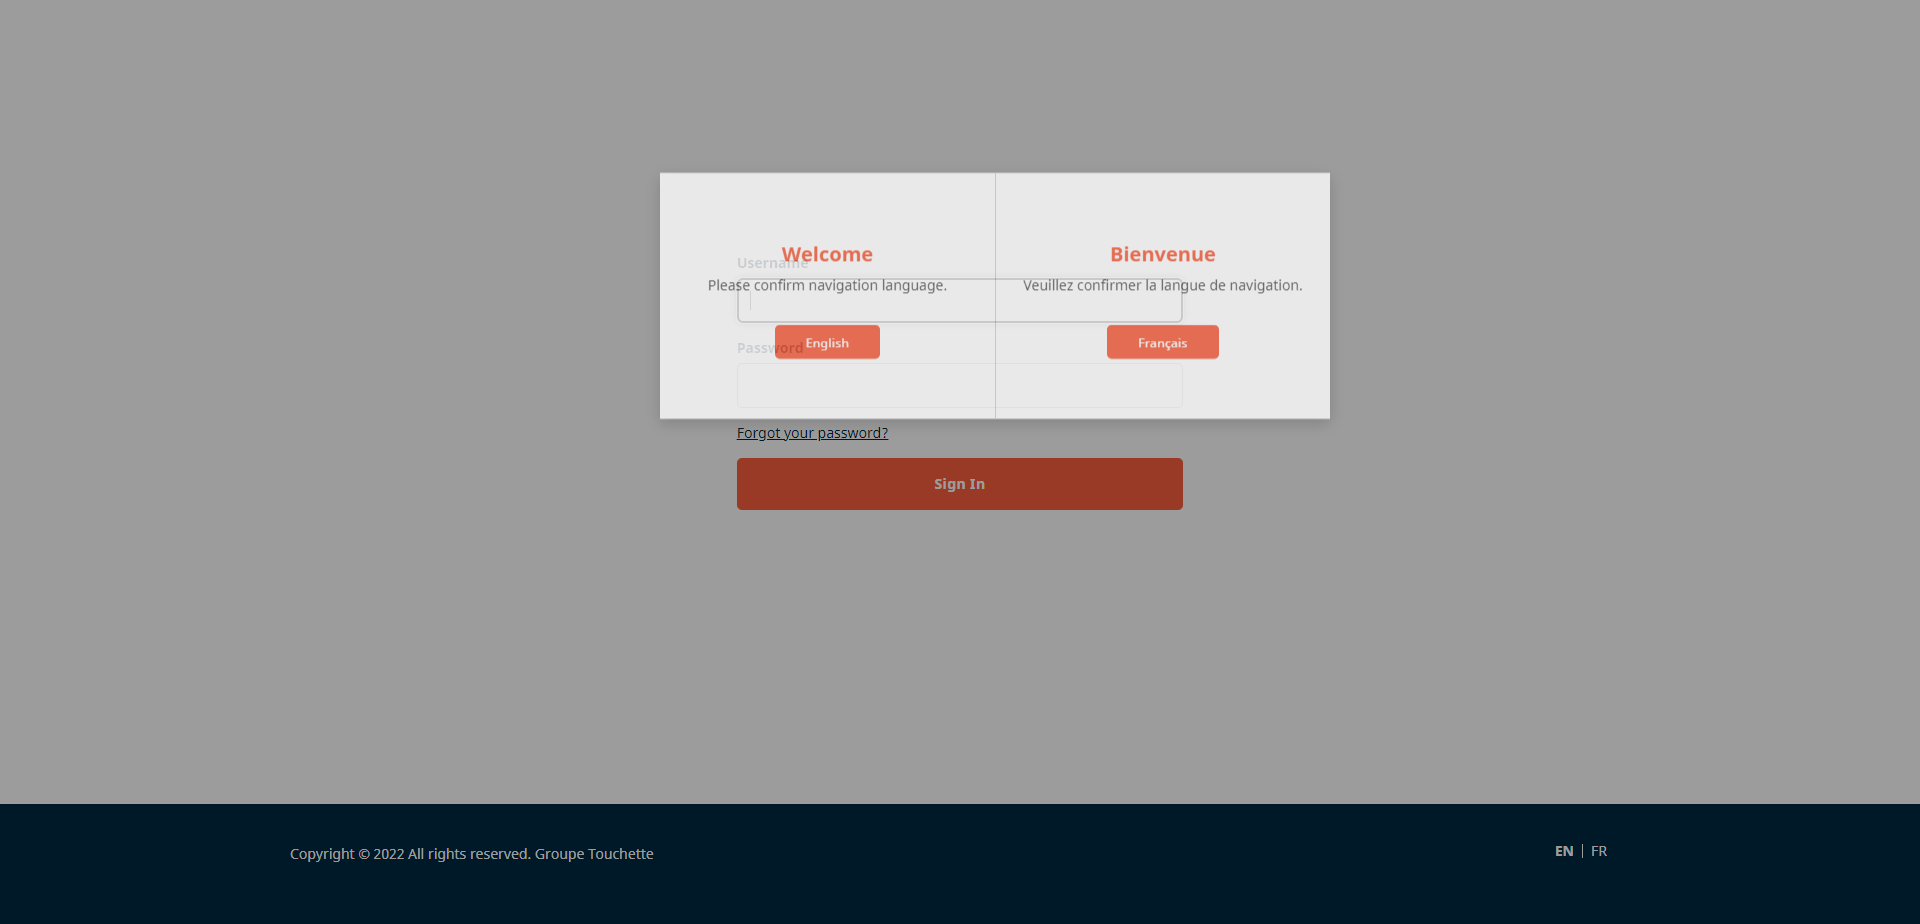 Welcome
Please confirm navigation language.
English
Bienvenue
Veuillez confirmer la langue de navigation.
Français
Username
Password
Forgot your password?
Sign In
Copyright © 2022 All rights reserved. Groupe Touchette
EN | FR